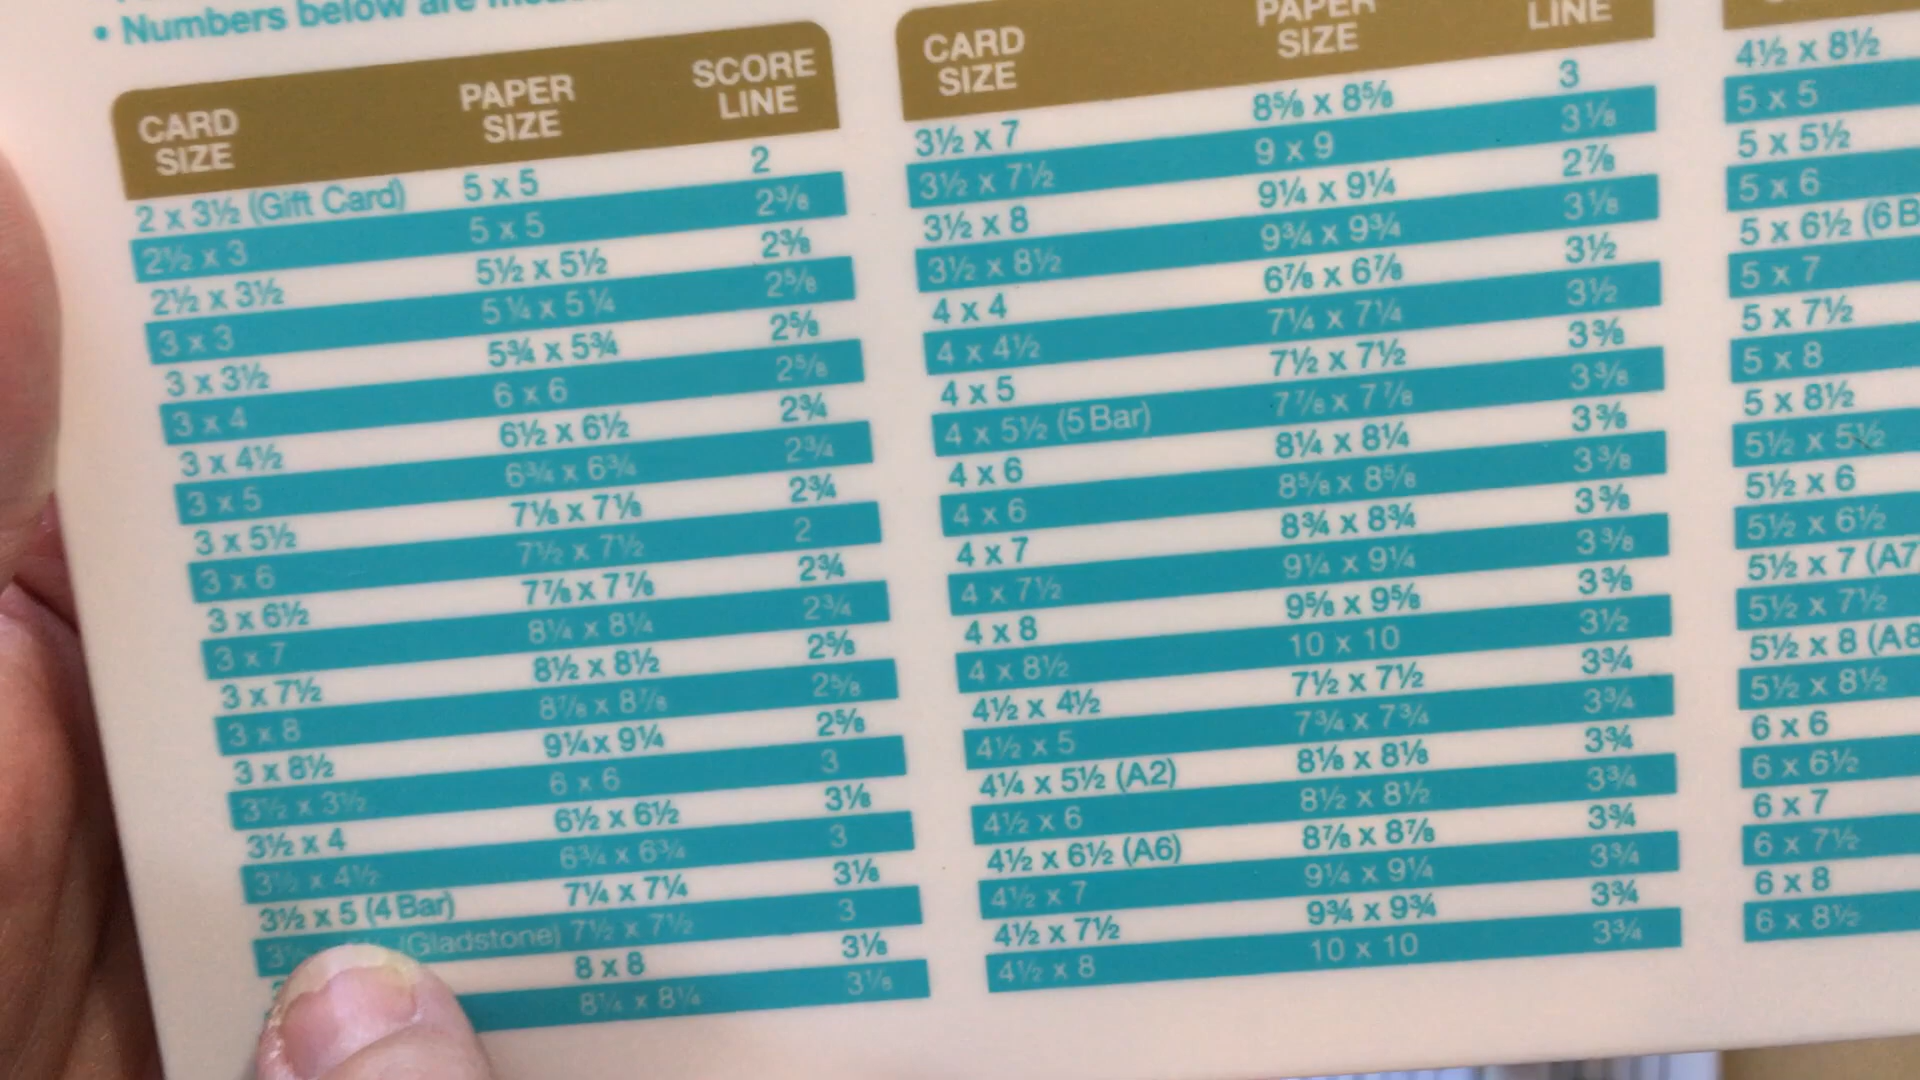 • Numbers below are
CARD SIZE PAPER SIZE SCORE LINE
2 x 3½ (Gift Card) 5 x 5 2
2½ x 3 5 x 5 2⅜
2½ x 3½ 5½ x 5½ 2⅜
3 x 3 5¼ x 5¼ 2⅝
3 x 3½ 5¾ x 5¾ 2⅝
3 x 4 6 x 6 2⅝
3 x 4½ 6½ x 6½ 2¾
3 x 5 6¾ x 6¾ 2¾
3 x 5½ 7⅛ x 7⅛ 2¾
3 x 6 7½ x 7½ 2
3 x 6½ 7⅞ x 7⅞ 2¾
3 x 7 8¼ x 8¼ 2¾
3 x 7½ 8½ x 8½ 2⅝
3 x 8 8⅞ x 8⅞ 2⅝
3 x 8½ 9¼ x 9¼ 2⅝
3½ x 3½ 6 x 6 3
3½ x 4 6½ x 6½ 3⅛
3½ x 4½ 6¾ x 6¾ 3
3½ x 5 (4 Bar) 7¼ x 7¼ 3⅛
(Gladstone) 7½ x 7½ 3
8 x 8 3⅛
8¼ x 8¼ 3⅛
CARD SIZE PAPER SIZE LINE
3½ x 7 8⅝ x 8⅝ 3
3½ x 7½ 9 x 9 3⅛
3½ x 8 9¼ x 9¼ 2⅞
3½ x 8½ 9¾ x 9¾ 3⅛
4 x 4 6⅞ x 6⅞ 3½
4 x 4½ 7¼ x 7¼ 3½
4 x 5 7½ x 7½ 3⅜
4 x 5½ (5 Bar) 7⅞ x 7⅞ 3⅜
4 x 6 8¼ x 8¼ 3⅜
4 x 6 8⅝ x 8⅝ 3⅜
4 x 7 8¾ x 8¾ 3⅜
4 x 7½ 9¼ x 9¼ 3⅜
4 x 8 9⅝ x 9⅝ 3⅜
4 x 8½ 10 x 10 3½
4½ x 4½ 7½ x 7½ 3¾
4½ x 5 7¾ x 7¾ 3¾
4¼ x 5½ (A2) 8⅛ x 8⅛ 3¾
4½ x 6 8½ x 8½ 3¾
4½ x 6½ (A6) 8⅞ x 8⅞ 3¾
4½ x 7 9¼ x 9¼ 3¾
4½ x 7½ 9¾ x 9¾ 3¾
4½ x 8 10 x 10 3¾
4½ x 8½
5 x 5
5 x 5½
5 x 6
5 x 6½ (6 B
5 x 7
5 x 7½
5 x 8
5 x 8½
5½ x 5½
5½ x 6
5½ x 6½
5½ x 7 (A7
5½ x 7½
5½ x 8 (A8
5½ x 8½
6 x 6
6 x 6½
6 x 7
6 x 7½
6 x 8
6 x 8½